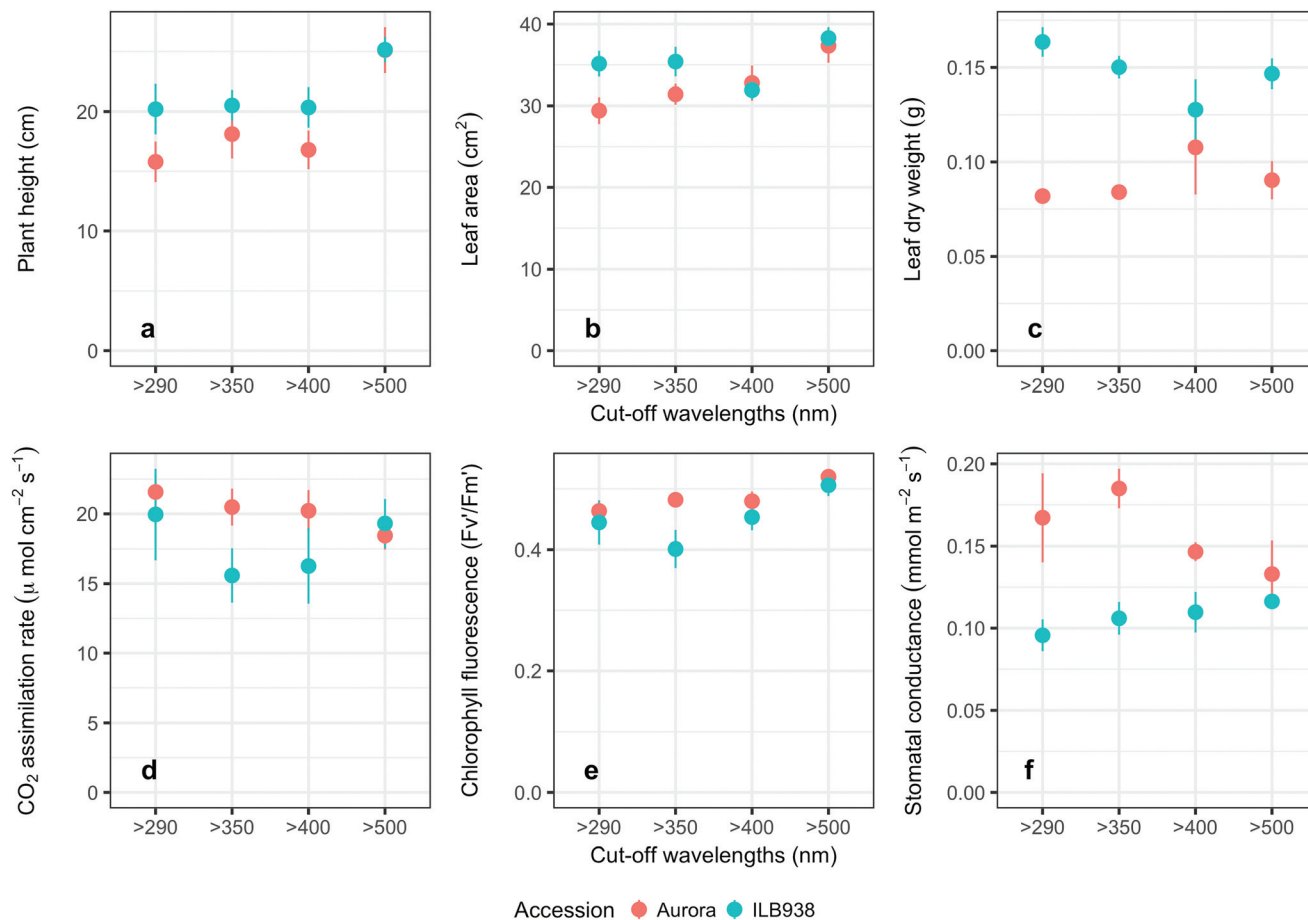 Plant height (cm)
20
10
0
a
>290 >350 >400 >500
Leaf area (cm²)
40
30
20
10
0
b
>290 >350 >400 >500
Cut-off wavelengths (nm)
Leaf dry weight (g)
0.15
0.10
0.05
0.00
c
>290 >350 >400 >500
CO₂ assimilation rate (μ mol cm⁻² s⁻¹)
20
15
10
5
0
d
>290 >350 >400 >500
Chlorophyll fluorescence (Fv'/Fm')
0.4
0.2
0.0
e
>290 >350 >400 >500
Cut-off wavelengths (nm)
Stomatal conductance (mmol m⁻² s⁻¹)
0.20
0.15
0.10
0.05
0.00
f
>290 >350 >400 >500
Accession Aurora ILB938